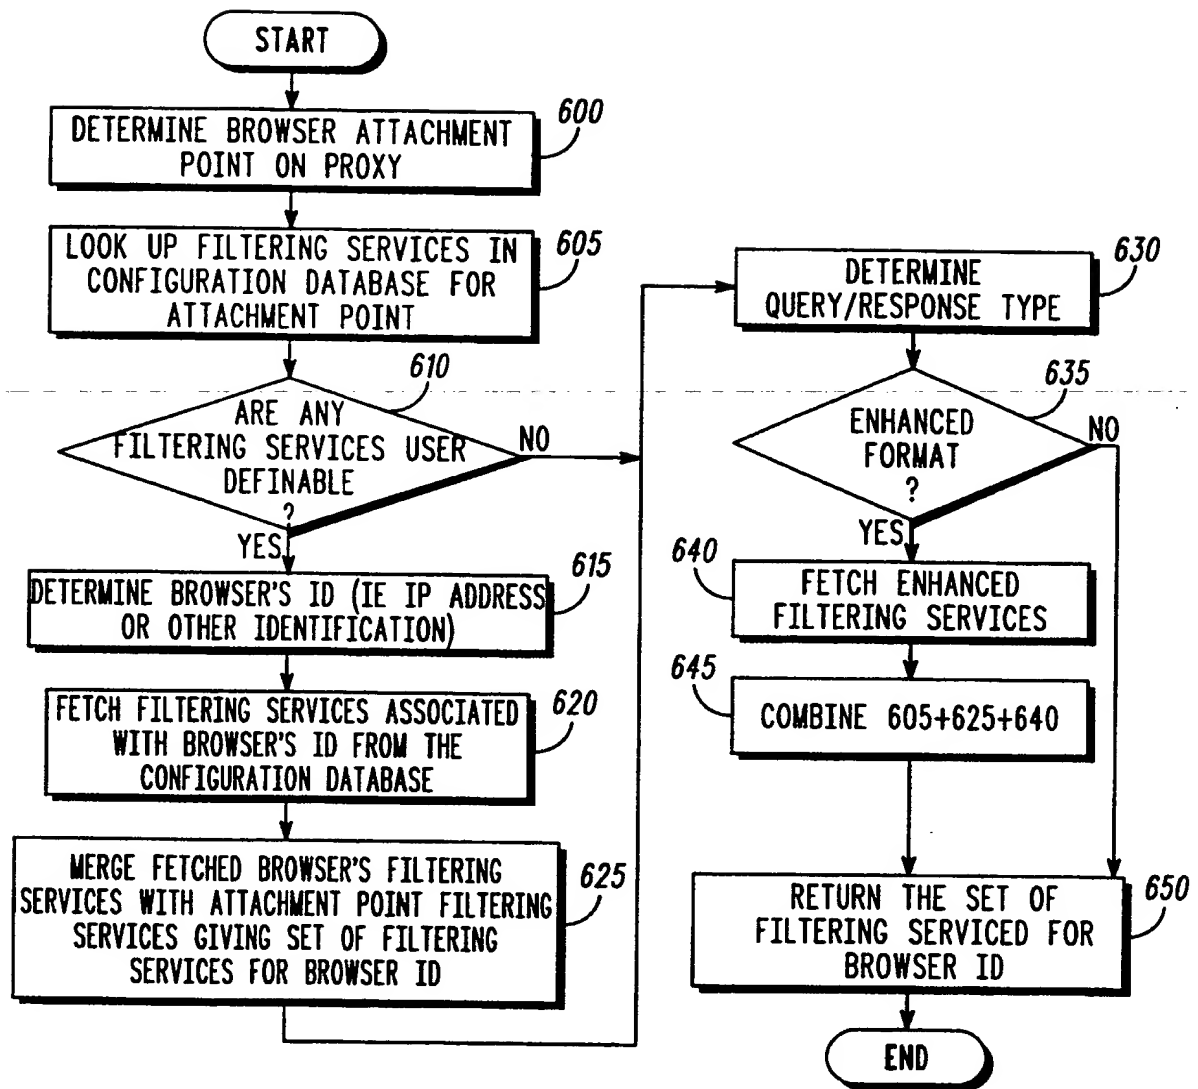 START
DETERMINE BROWSER ATTACHMENT
POINT ON PROXY
600
LOOK UP FILTERING SERVICES IN
CONFIGURATION DATABASE FOR
ATTACHMENT POINT
605
610
ARE ANY
FILTERING SERVICES USER
DEFINABLE
?
NO
YES
DETERMINE BROWSER'S ID (IE IP ADDRESS
OR OTHER IDENTIFICATION)
615
FETCH FILTERING SERVICES ASSOCIATED
WITH BROWSER'S ID FROM THE
CONFIGURATION DATABASE
620
MERGE FETCHED BROWSER'S FILTERING
SERVICES WITH ATTACHMENT POINT FILTERING
SERVICES GIVING SET OF FILTERING
SERVICES FOR BROWSER ID
625
DETERMINE
QUERY/RESPONSE TYPE
630
635
ENHANCED
FORMAT
?
NO
YES
640
FETCH ENHANCED
FILTERING SERVICES
645
COMBINE 605+625+640
RETURN THE SET OF
FILTERING SERVICED FOR
BROWSER ID
650
END